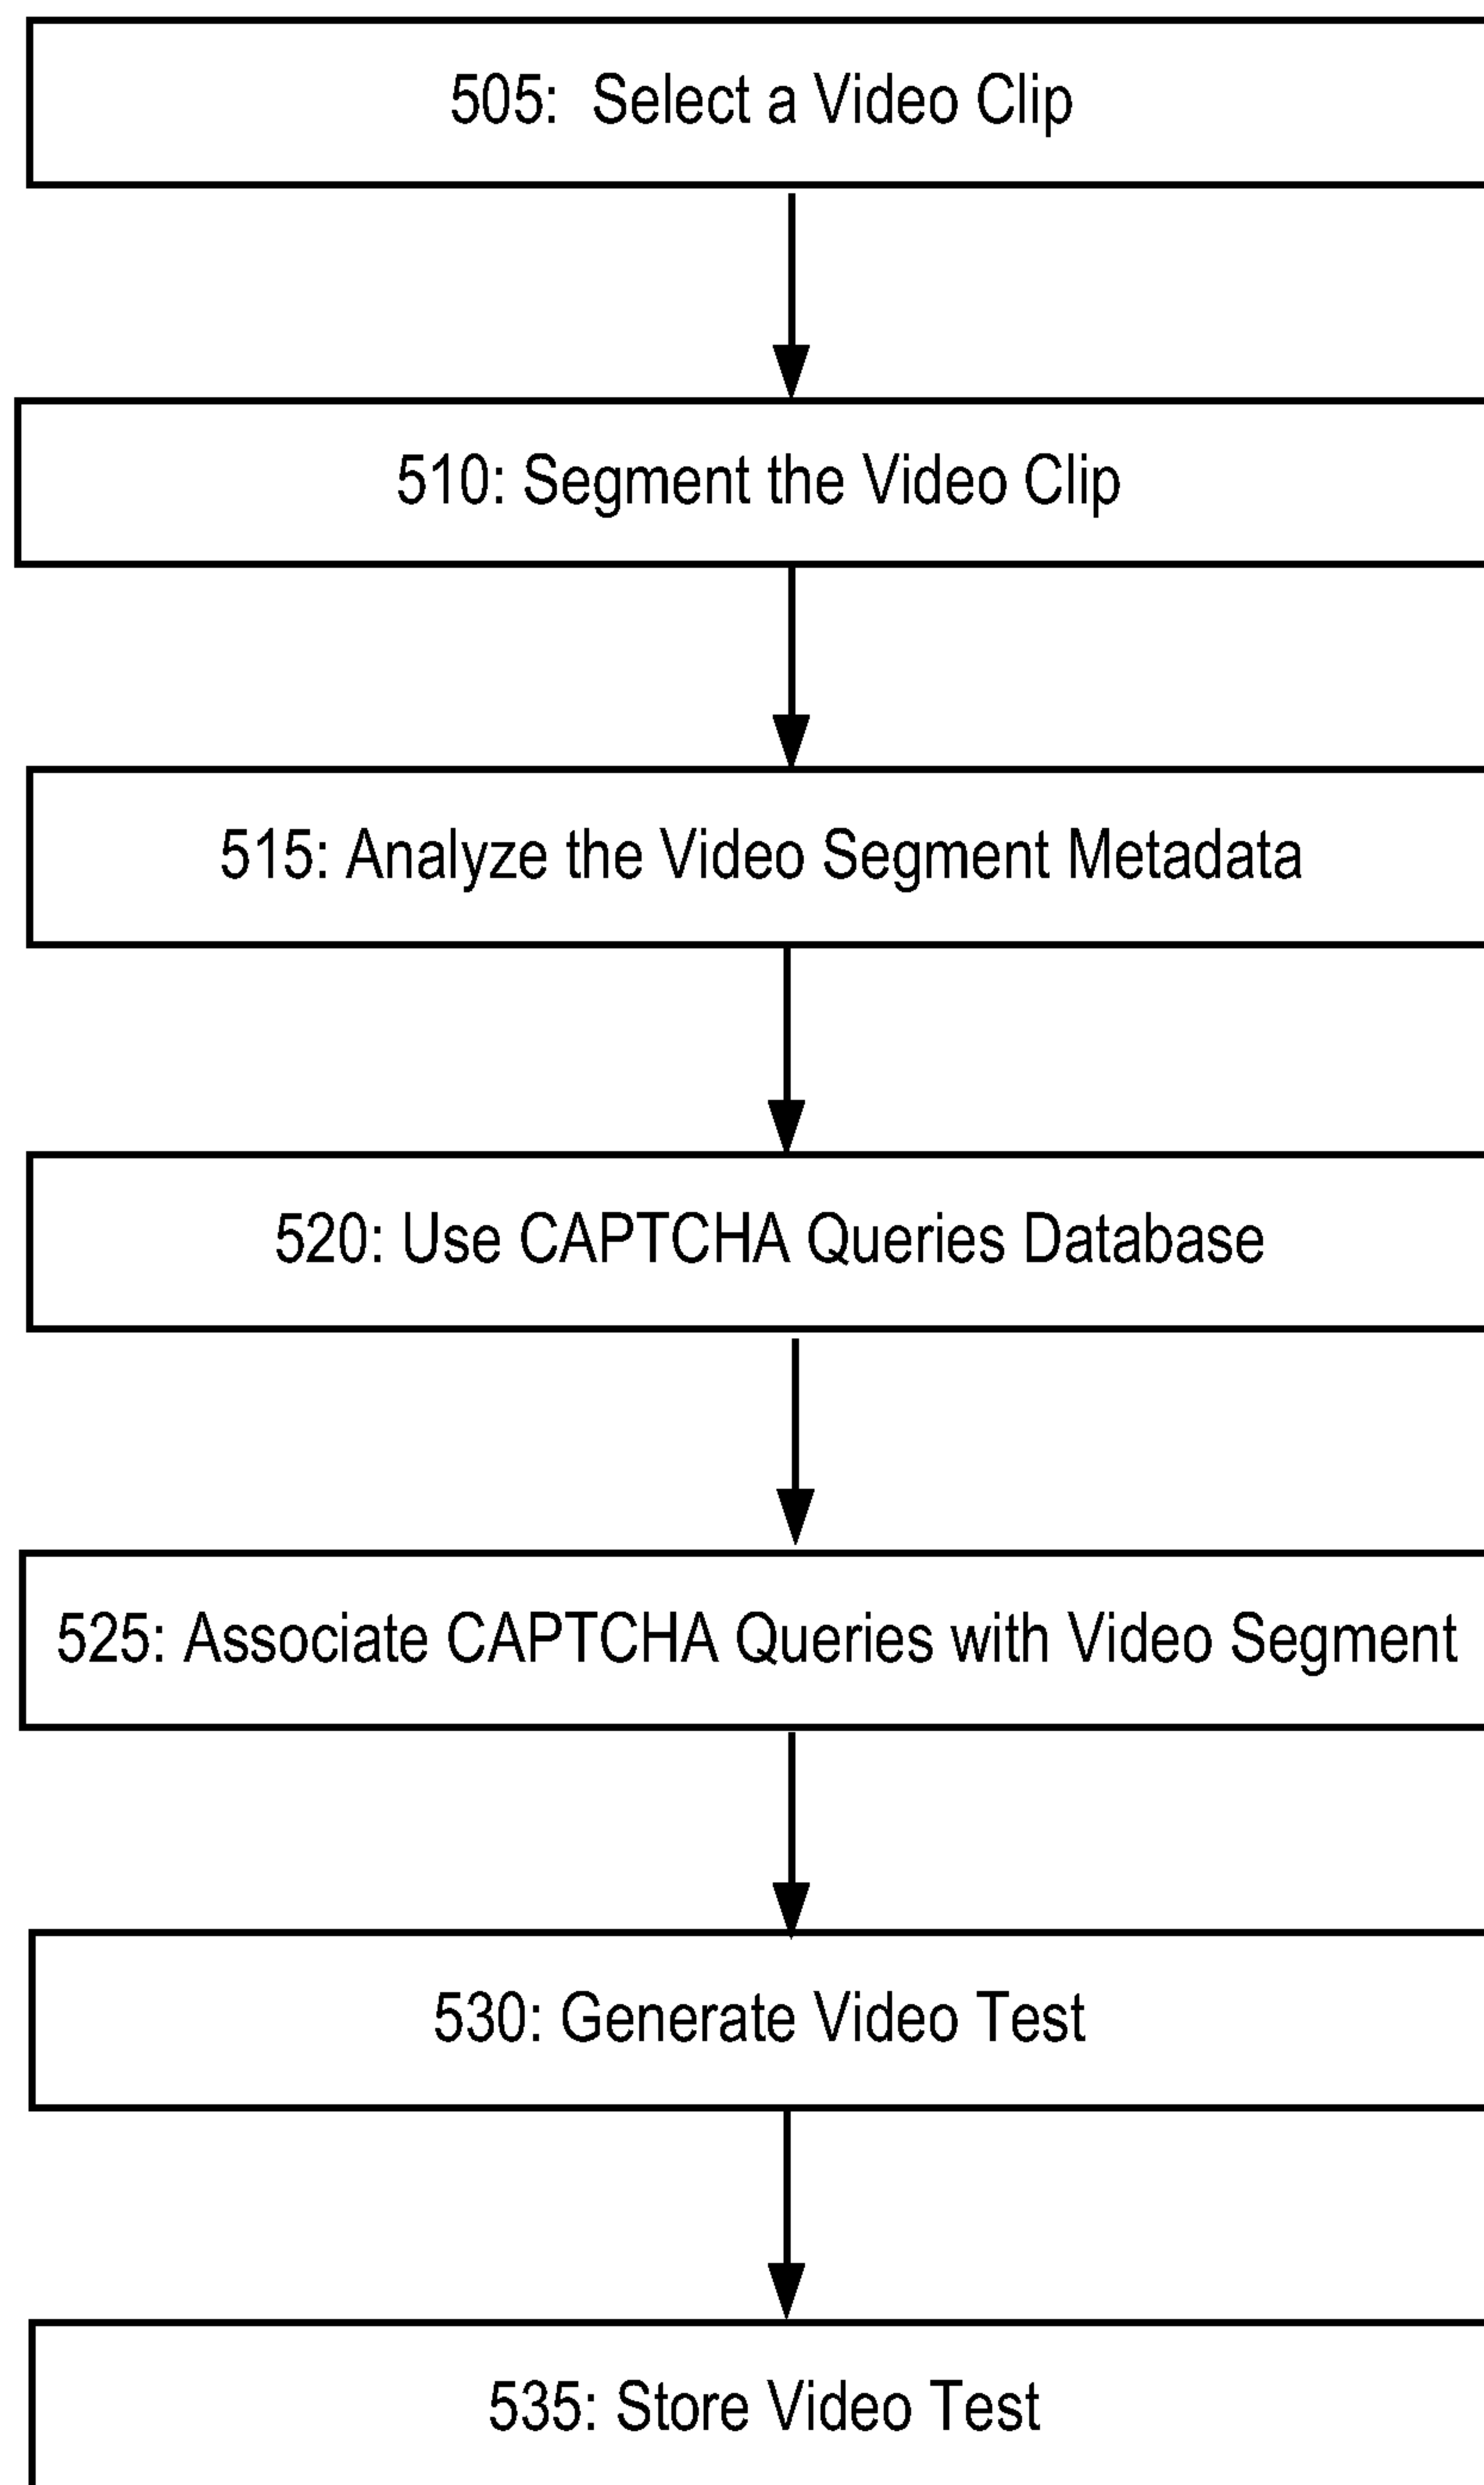 505: Select a Video Clip
510: Segment the Video Clip
515: Analyze the Video Segment Metadata
520: Use CAPTCHA Queries Database
525: Associate CAPTCHA Queries with Video Segment
530: Generate Video Test
535: Store Video Test